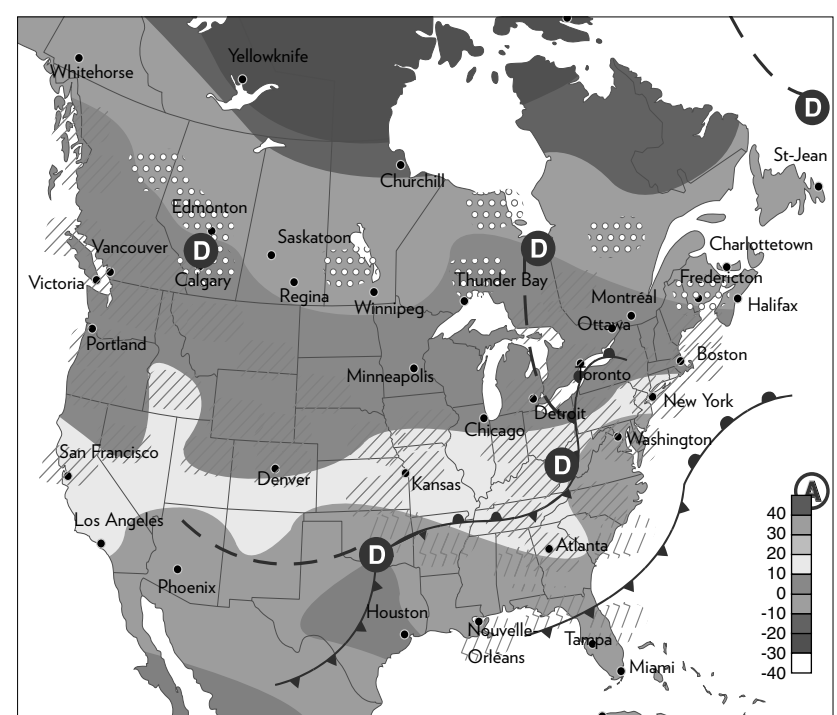 Yellowknife
Whitehorse
D
St-Jean
Churchill
Edmonton
Saskatoon
Vancouver
D
D
Charlottetown
Victoria
Calgary
Thunder Bay
Fredericton
Regina
Winnipeg
Montréal
Halifax
Ottawa
Portland
Boston
Minneapolis
Toronto
New York
Detroit
Chicago
Washington
San Francisco
D
Denver
Kansas
A
Los Angeles
D
Atlanta
Phoenix
Houston
Nouvelle-
Orléans
Tampa
Miami
40
30
20
10
0
-10
-20
-30
-40